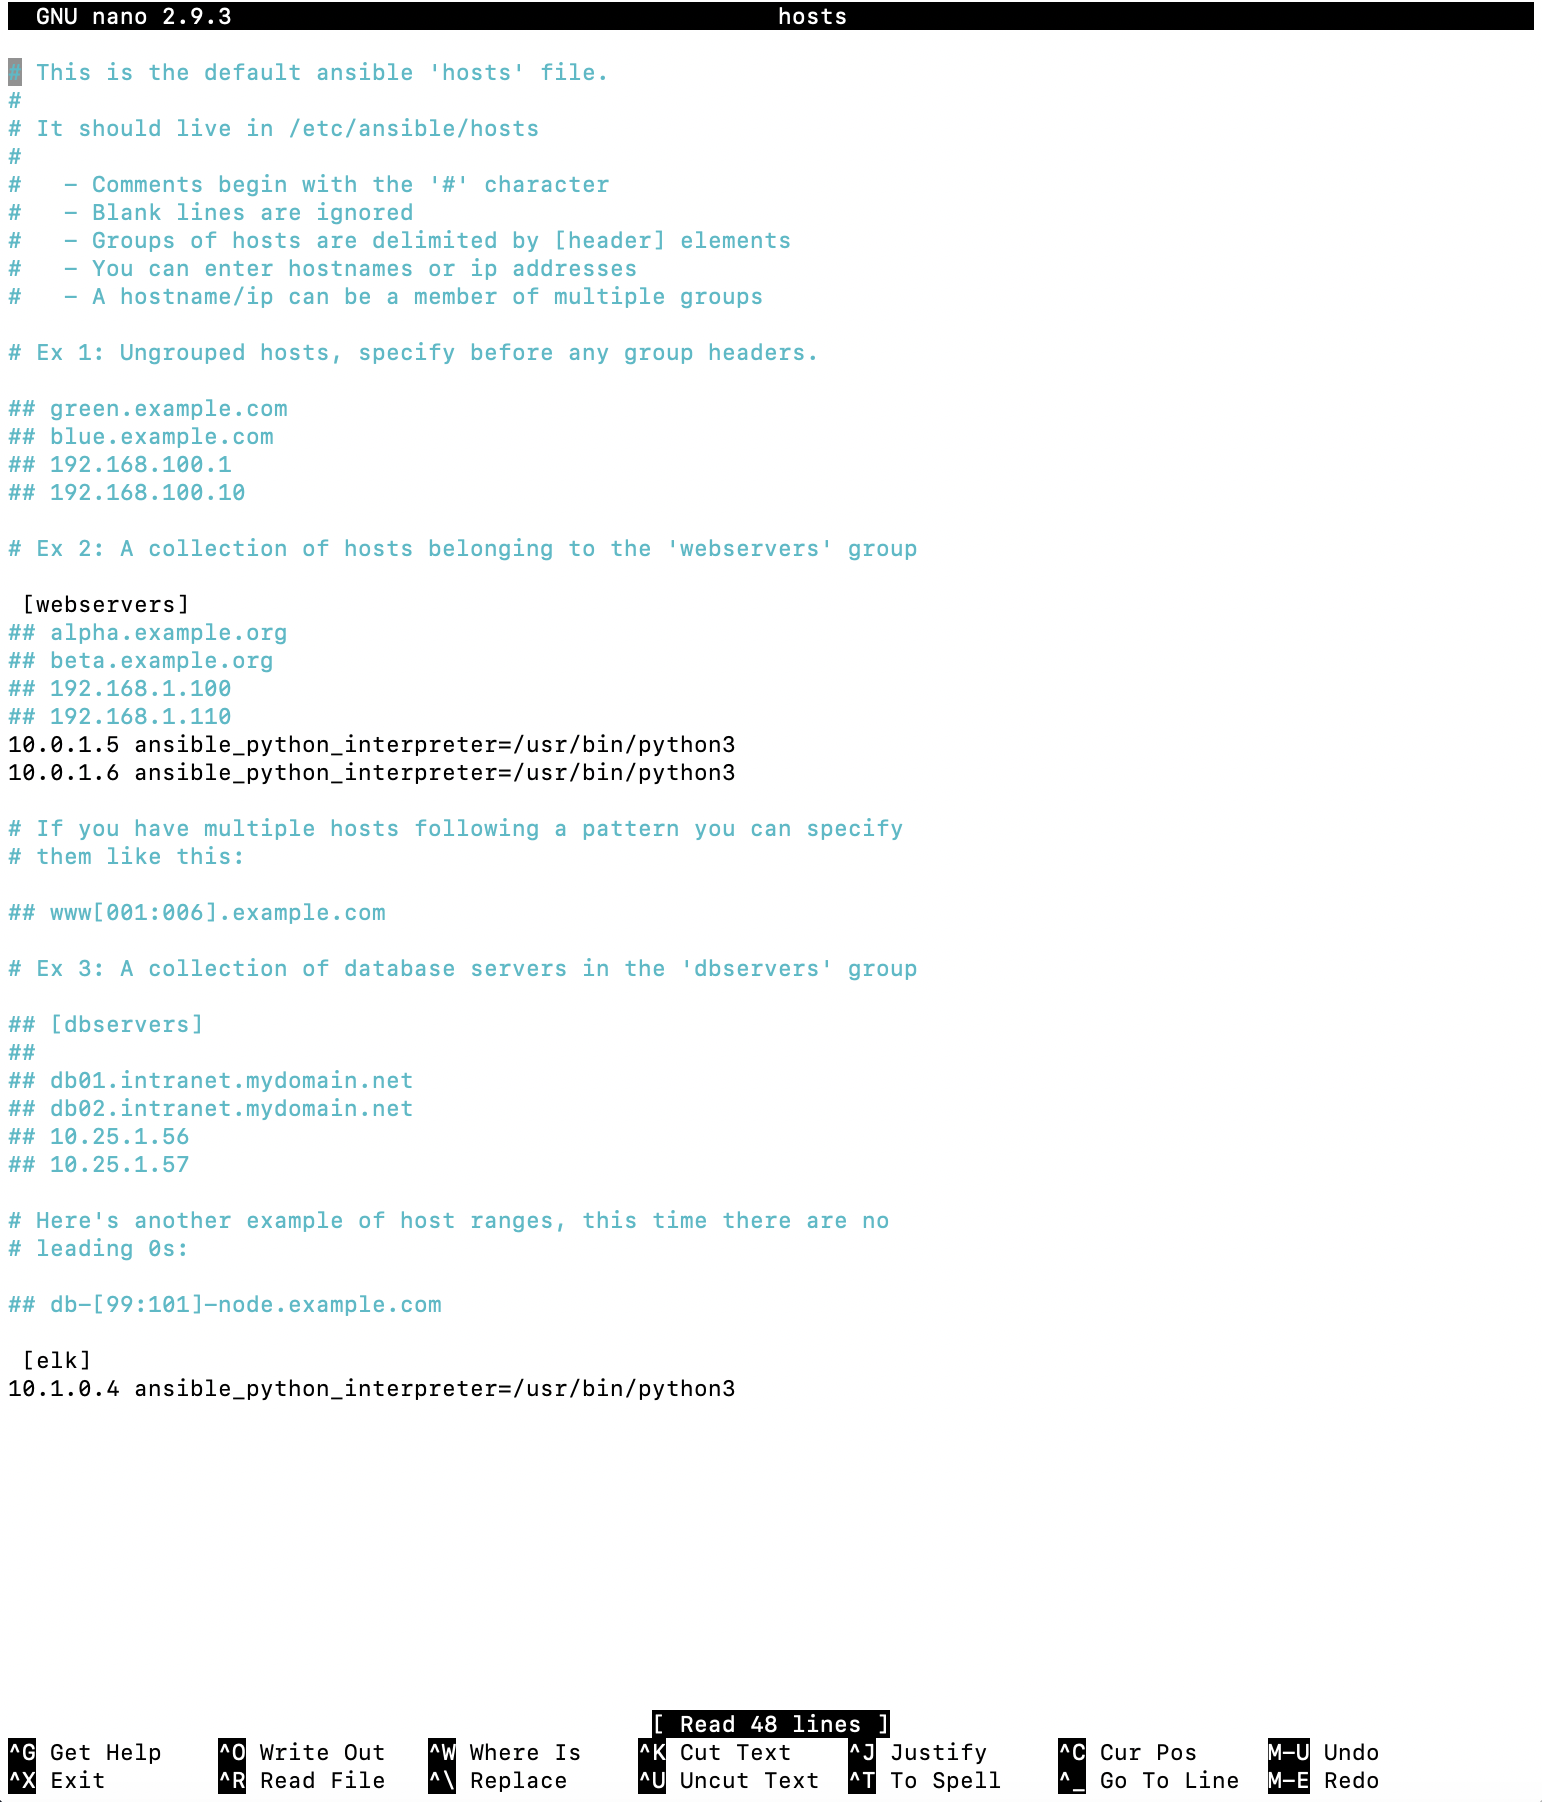 GNU nano 2.9.3 hosts
# This is the default ansible 'hosts' file.
#
# It should live in /etc/ansible/hosts
#
#   - Comments begin with the '#' character
#   - Blank lines are ignored
#   - Groups of hosts are delimited by [header] elements
#   - You can enter hostnames or ip addresses
#   - A hostname/ip can be a member of multiple groups
# Ex 1: Ungrouped hosts, specify before any group headers.
## green.example.com
## blue.example.com
## 192.168.100.1
## 192.168.100.10
# Ex 2: A collection of hosts belonging to the 'webservers' group
[webservers]
## alpha.example.org
## beta.example.org
## 192.168.1.100
## 192.168.1.110
10.0.1.5 ansible_python_interpreter=/usr/bin/python3
10.0.1.6 ansible_python_interpreter=/usr/bin/python3
# If you have multiple hosts following a pattern you can specify
# them like this:
## www[001:006].example.com
# Ex 3: A collection of database servers in the 'dbservers' group
## [dbservers]
##
## db01.intranet.mydomain.net
## db02.intranet.mydomain.net
## 10.25.1.56
## 10.25.1.57
# Here's another example of host ranges, this time there are no
# leading 0s:
## db-[99:101]-node.example.com
[elk]
10.1.0.4 ansible_python_interpreter=/usr/bin/python3
[ Read 48 lines ]
^G Get Help ^O Write Out ^W Where Is ^K Cut Text ^J Justify ^C Cur Pos M-U Undo
^X Exit ^R Read File ^\ Replace ^U Uncut Text ^T To Spell ^_ Go To Line M-E Redo